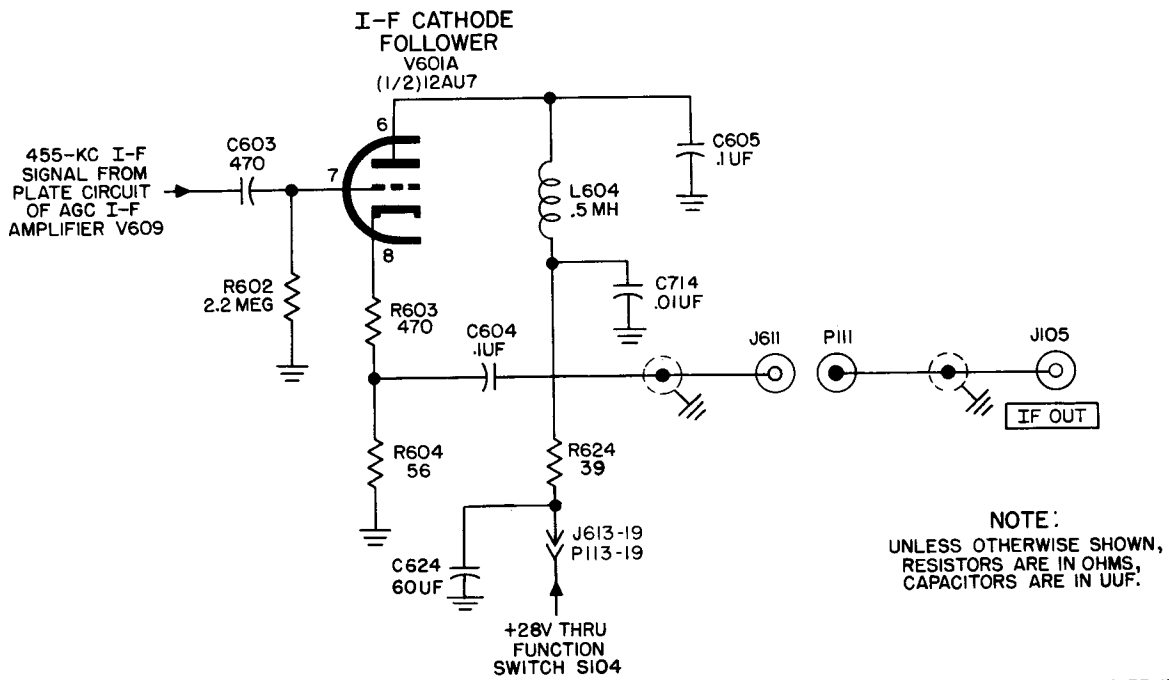 I-F CATHODE
FOLLOWER
V601A
(1/2)12AU7
6
7
8
455-KC I-F
SIGNAL FROM
PLATE CIRCUIT
OF AGC I-F
AMPLIFIER V609
C603
470
R602
2.2 MEG
R603
470
C604
.1UF
R604
56
L604
.5 MH
C605
.1UF
C714
.01UF
J611
P111
J105
IF OUT
R624
39
J613-19
P113-19
C624
60UF
+28V THRU
FUNCTION
SWITCH S104
NOTE:
UNLESS OTHERWISE SHOWN,
RESISTORS ARE IN OHMS,
CAPACITORS ARE IN UUF.